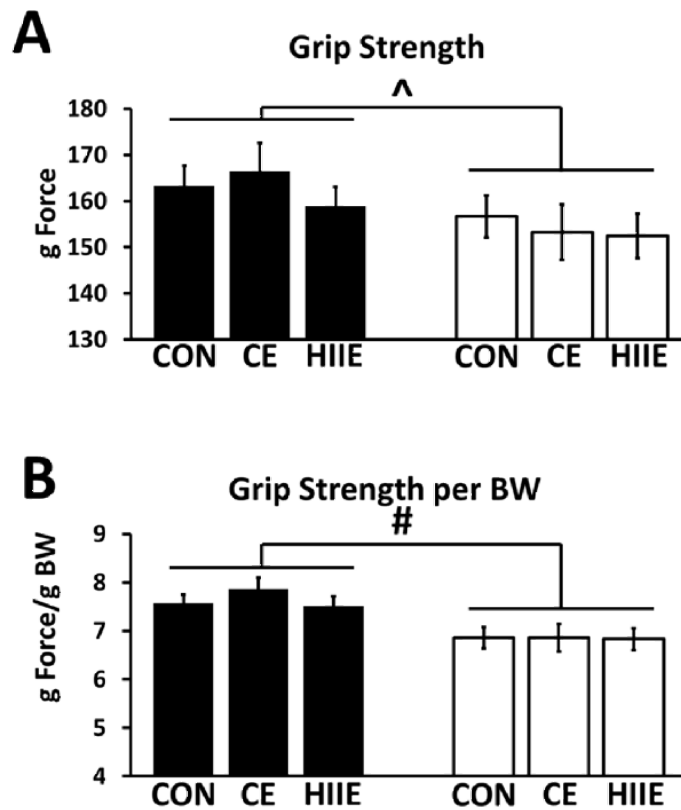 A
Grip Strength
^
180
170
160
150
140
130
g Force
CON CE HIIE CON CE HIIE
B
Grip Strength per BW
#
9
8
7
6
5
4
g Force/g BW
CON CE HIIE CON CE HIIE